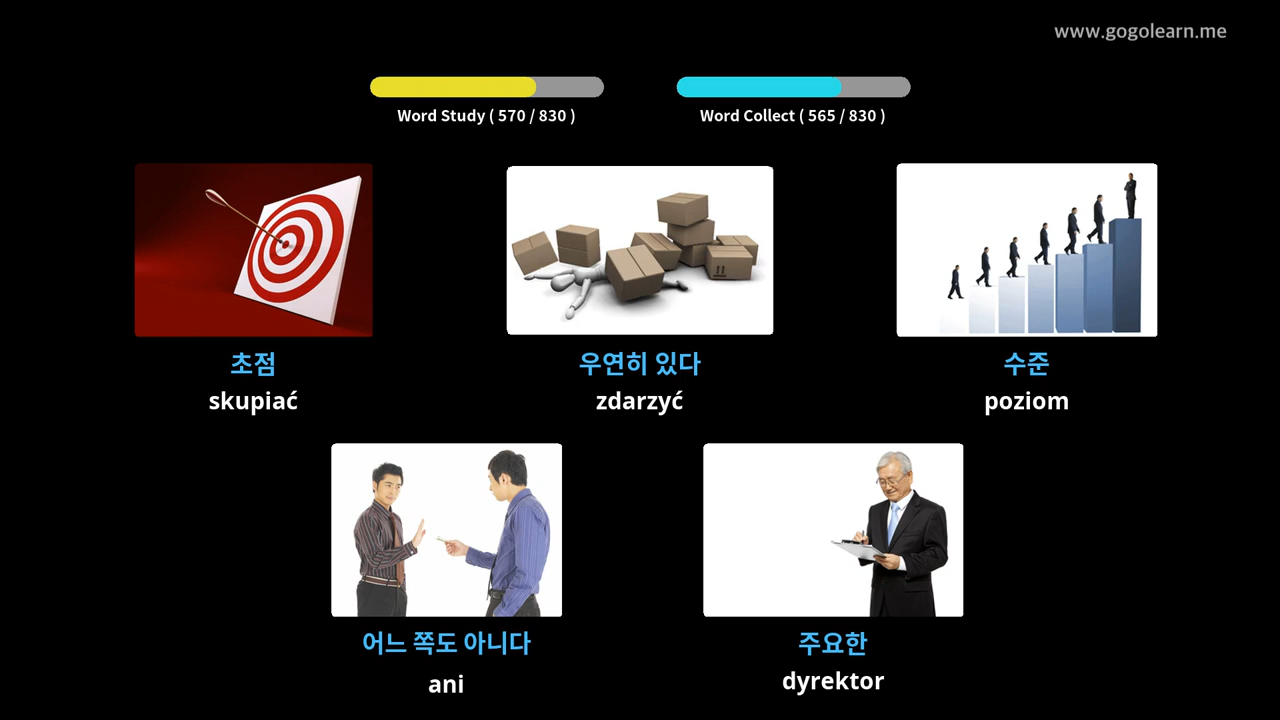 www.gogolearn.me
Word Study ( 570 / 830 )
Word Collect ( 565 / 830 )
초점
skupiać
우연히 있다
zdarzyć
수준
poziom
어느 쪽도 아니다
ani
주요한
dyrektor